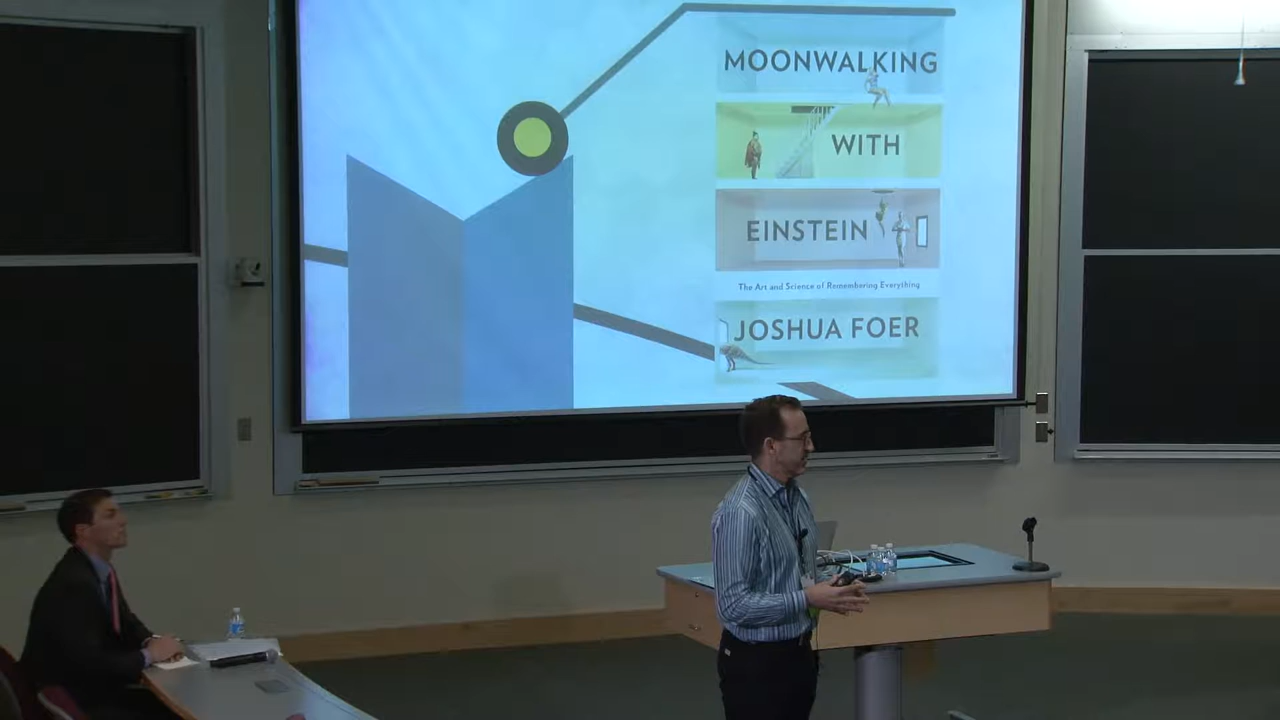 MOONWALKING
WITH
EINSTEIN
The Art and Science of Remembering Everything
JOSHUA FOER